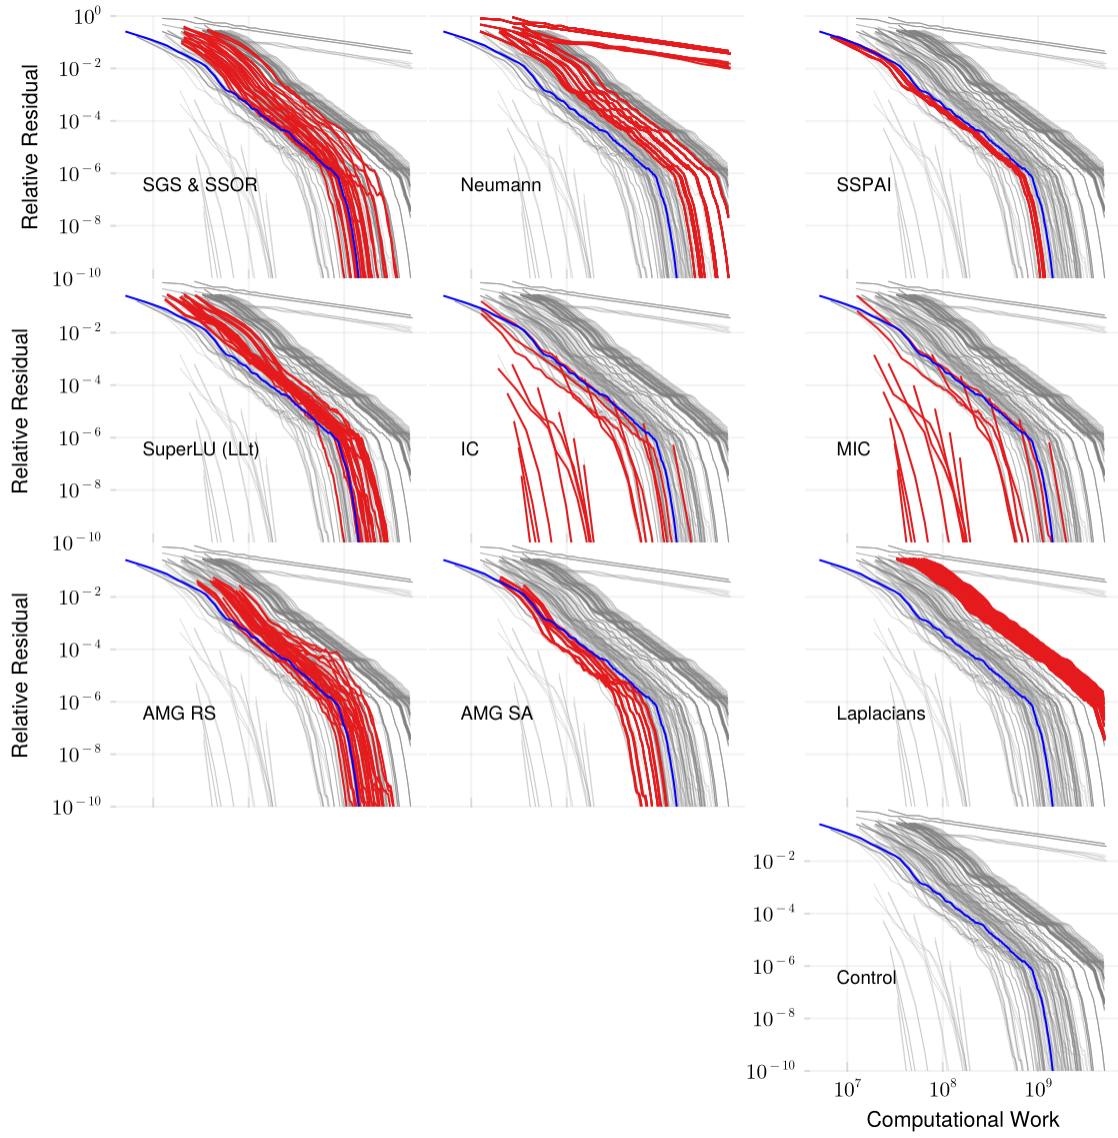 10^0
10^−2
10^−4
10^−6
10^−8
10^−10
Relative Residual
SGS & SSOR
Neumann
SSPAI
10^−2
10^−4
10^−6
10^−8
10^−10
Relative Residual
SuperLU (LLt)
IC
MIC
10^−2
10^−4
10^−6
10^−8
10^−10
Relative Residual
AMG RS
AMG SA
Laplacians
10^−2
10^−4
10^−6
10^−8
10^−10
Control
10^7 10^8 10^9
Computational Work